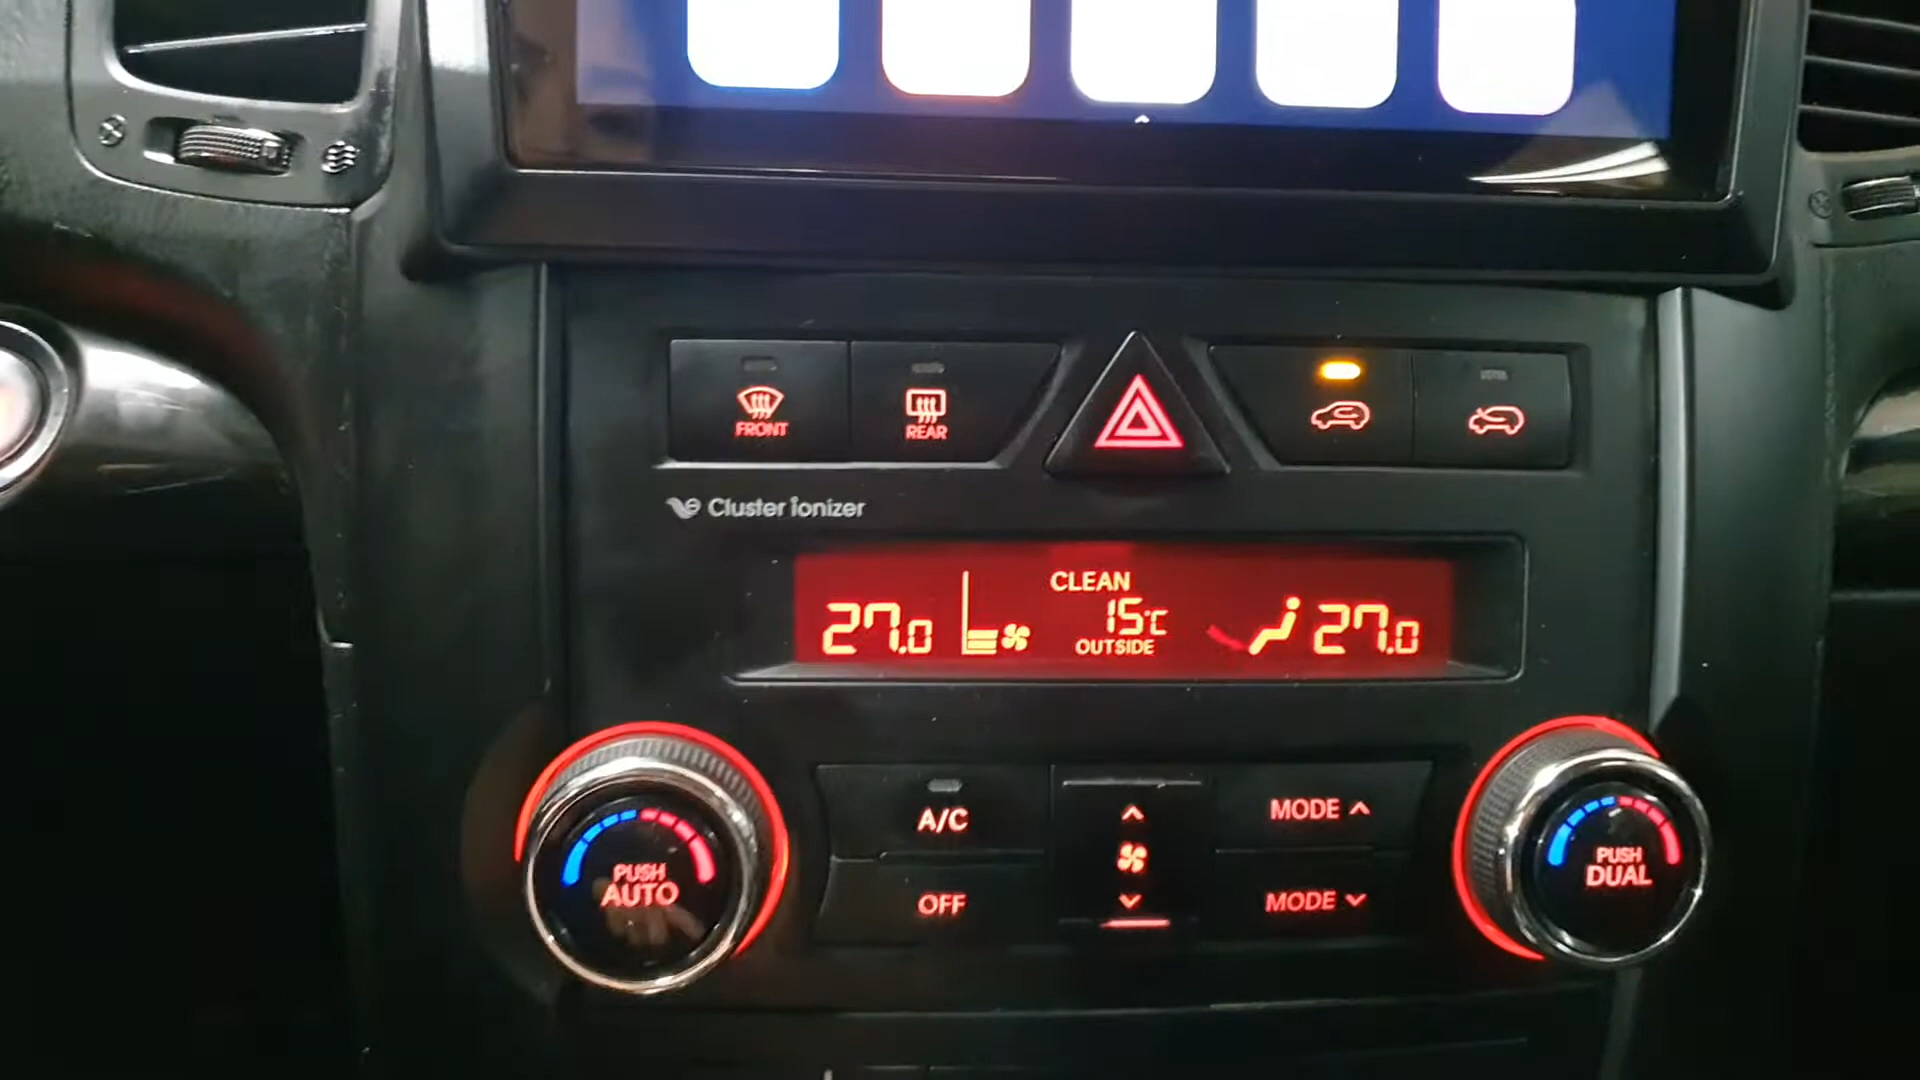 FRONT
REAR
Cluster ionizer
CLEAN
27.0
15°C
27.0
OUTSIDE
A/C
MODE
PUSH
AUTO
PUSH
DUAL
OFF
MODE